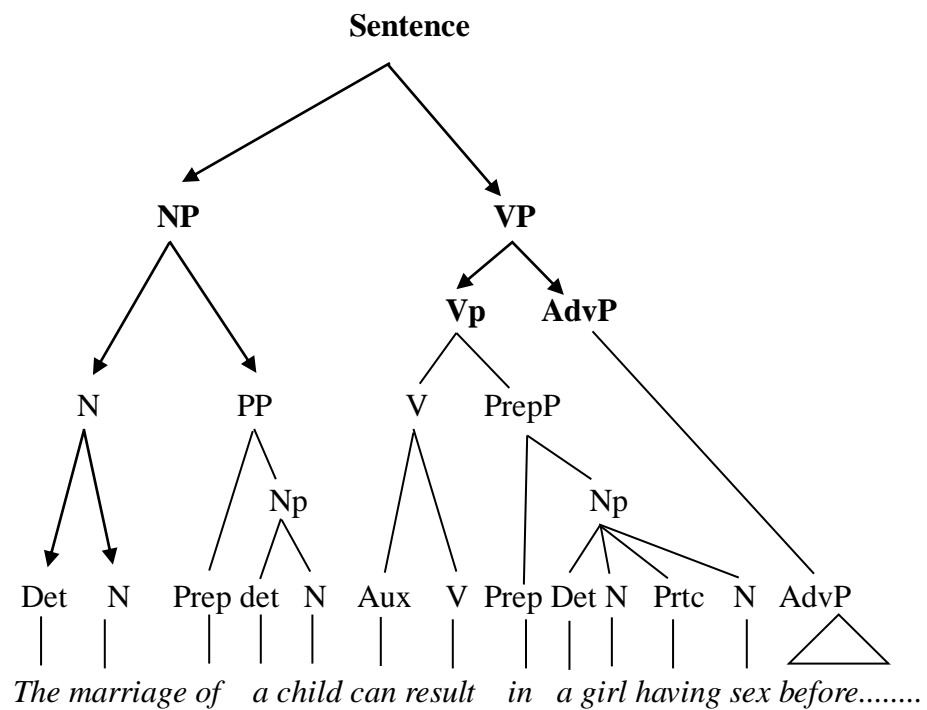 Sentence
NP VP
Vp AdvP
N PP V PrepP
Np Np
Det N Prep det N Aux V Prep Det N Prtc N AdvP
The marriage of a child can result in a girl having sex before........